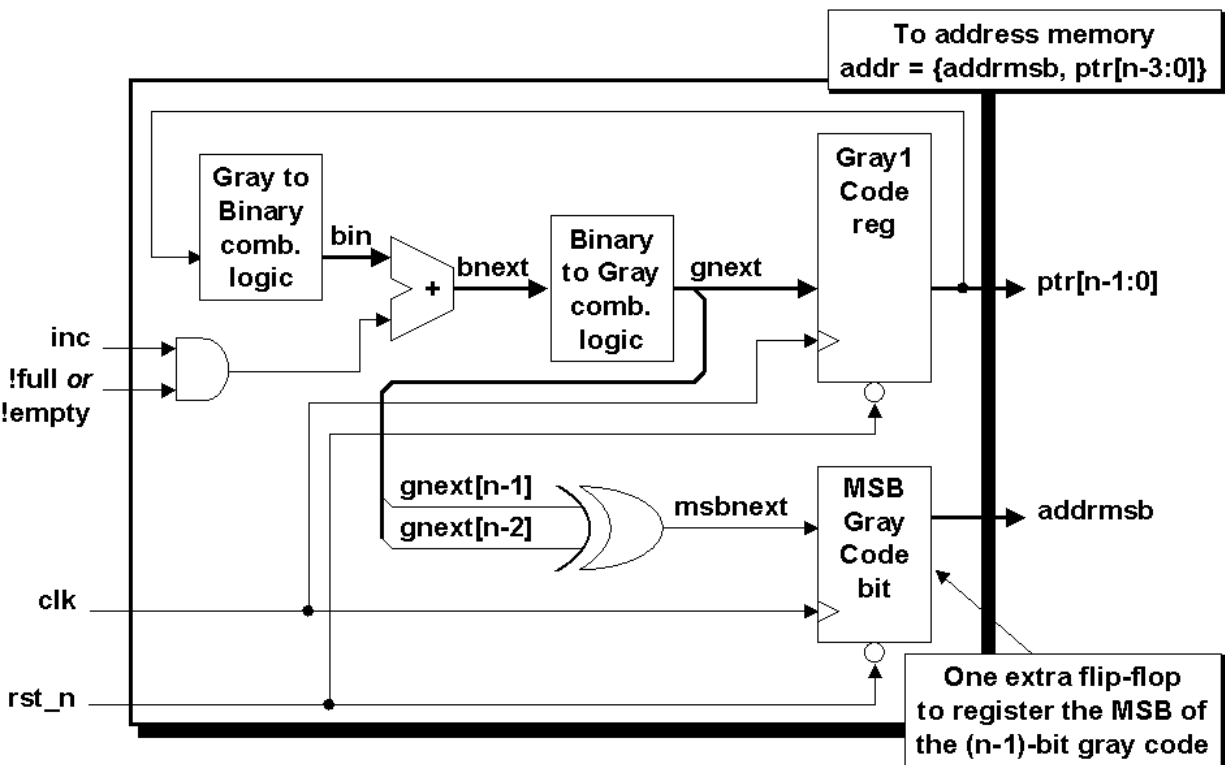 To address memory
addr = {addrmsb, ptr[n-3:0]}
Gray to
Binary
comb.
logic
bin
+
bnext
Binary
to Gray
comb.
logic
gnext
Gray1
Code
reg
ptr[n-1:0]
inc
!full or
!empty
gnext[n-1]
gnext[n-2]
msbnext
MSB
Gray
Code
bit
addrmsb
clk
rst_n
One extra flip-flop
to register the MSB of
the (n-1)-bit gray code